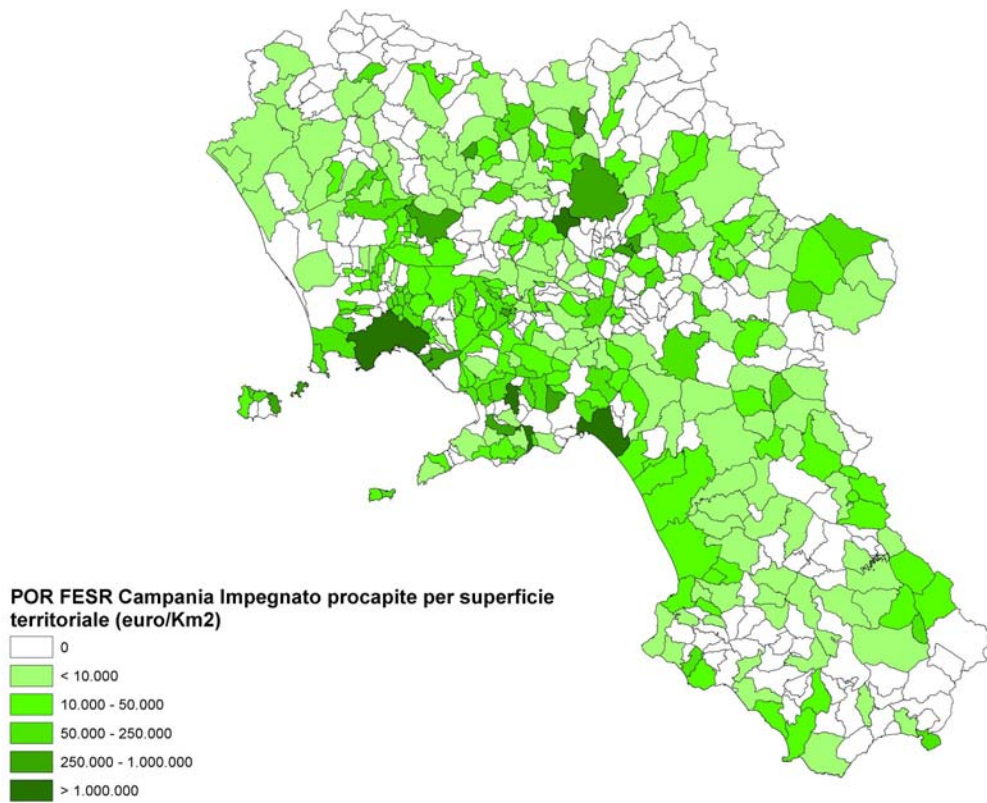 POR FESR Campania Impegnato procapite per superficie
territoriale (euro/Km2)
0
< 10.000
10.000 - 50.000
50.000 - 250.000
250.000 - 1.000.000
> 1.000.000